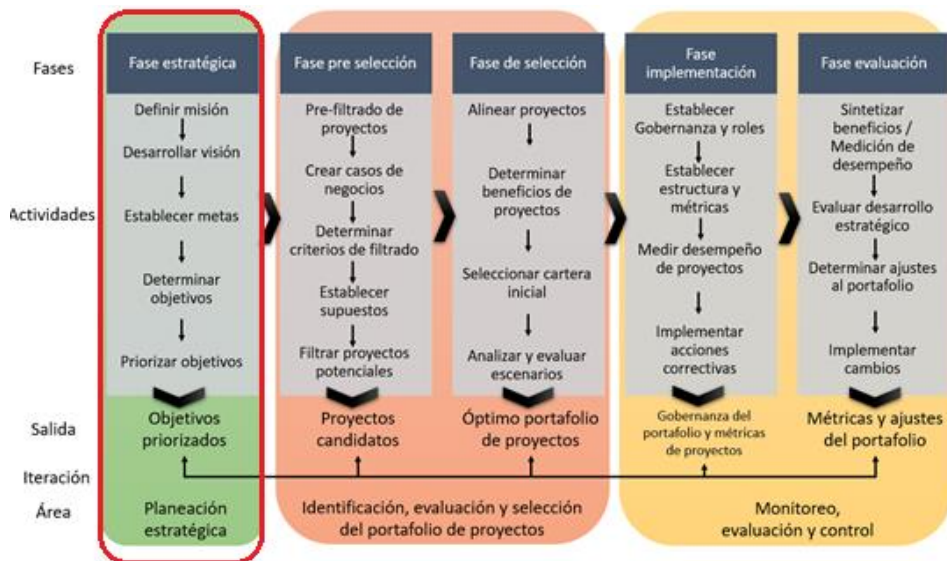 Fases
Fase estratégica
Fase pre selección
Fase de selección
Fase
implementación
Fase evaluación
Actividades
Definir misión
Desarrollar visión
Establecer metas
Determinar
objetivos
Priorizar objetivos
Pre-filtrado de
proyectos
Crear casos de
negocios
Determinar
criterios de filtrado
Establecer
supuestos
Filtrar proyectos
potenciales
Alinear proyectos
Determinar
beneficios de
proyectos
Seleccionar cartera
inicial
Analizar y evaluar
escenarios
Establecer
Gobernanza y roles
Establecer
estructura y
métricas
Medir desempeño
de proyectos
Implementar
acciones
correctivas
Sintetizar
beneficios /
Medición de
desempeño
Evaluar desarrollo
estratégico
Determinar ajustes
al portafolio
Implementar
cambios
Salida
Objetivos
priorizados
Proyectos
candidatos
Óptimo portafolio
de proyectos
Gobernanza del
portafolio y métricas
de proyectos
Métricas y ajustes
del portafolio
Iteración
Área
Planeación
estratégica
Identificación, evaluación y selección
del portafolio de proyectos
Monitoreo,
evaluación y control